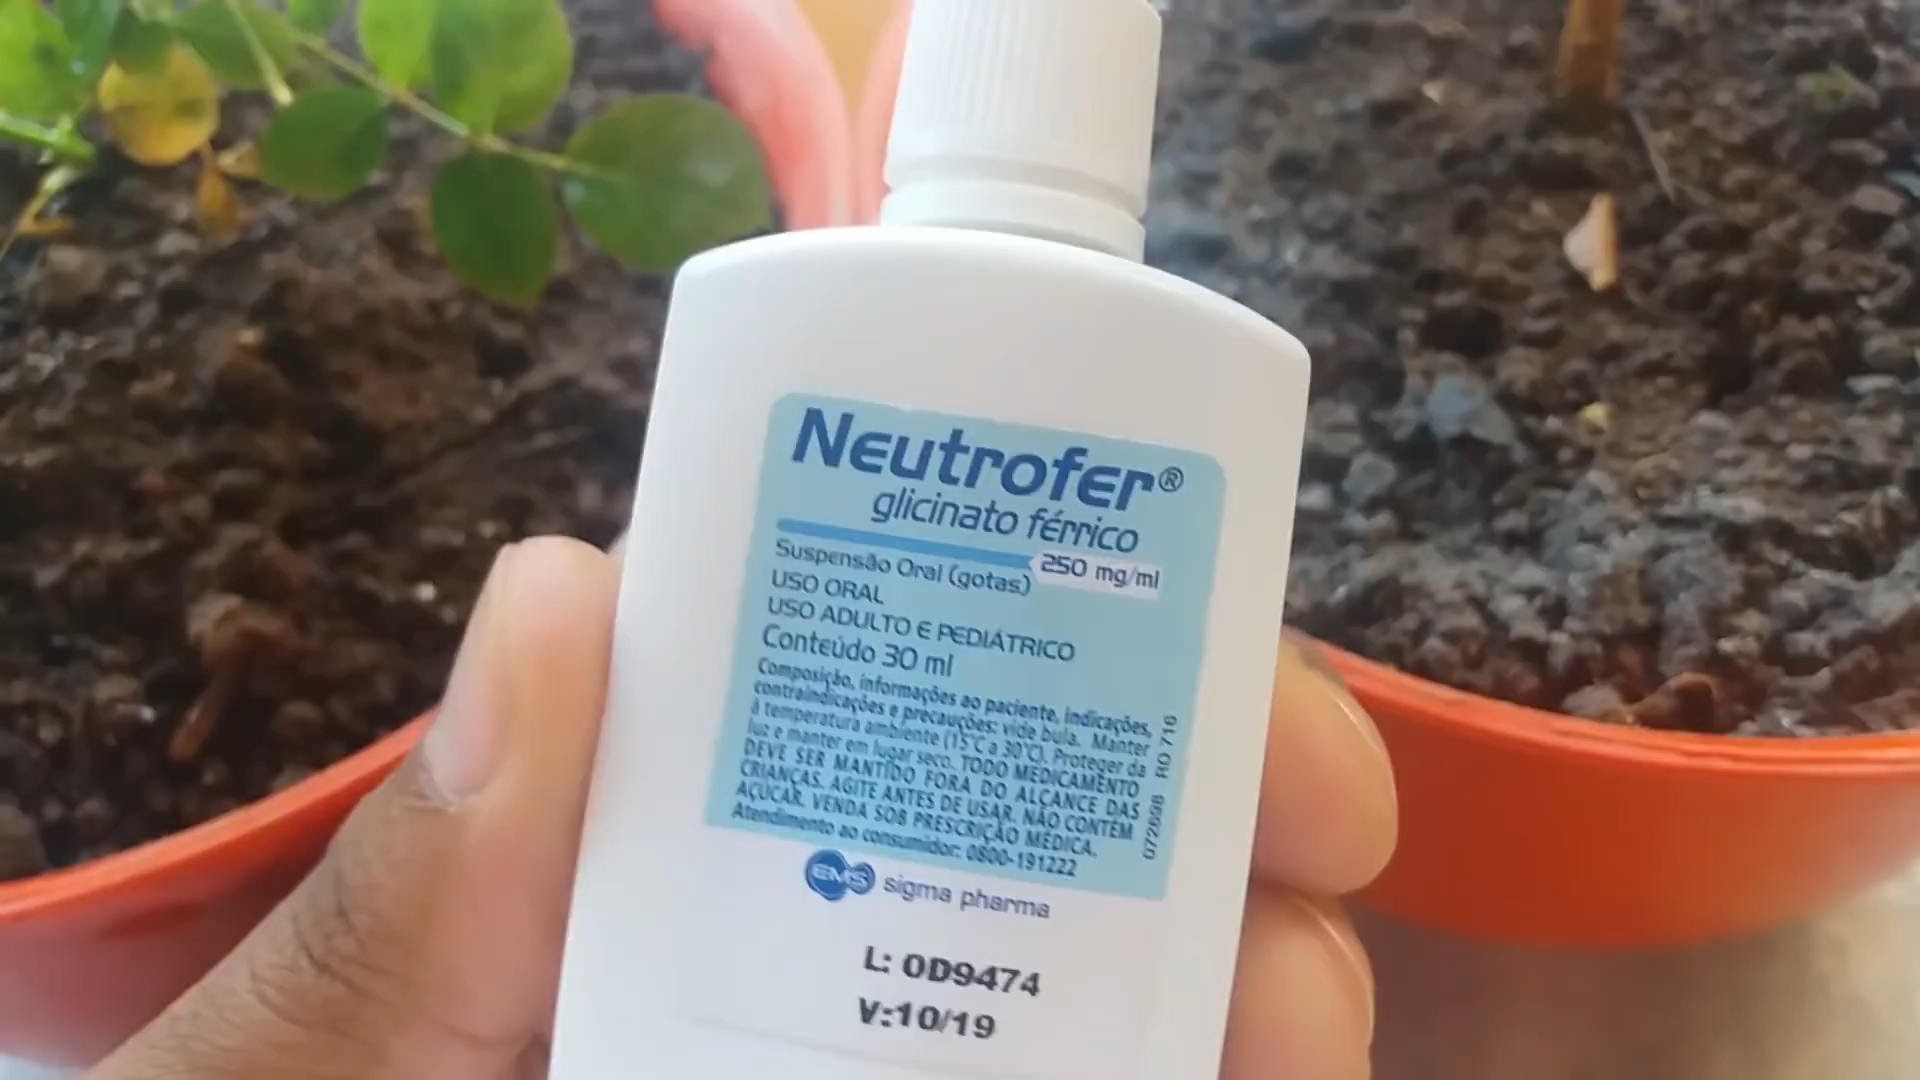 Neutrofer®
glicinato férrico
250 mg/ml
Suspensão Oral (gotas)
USO ORAL
USO ADULTO E PEDIÁTRICO
Conteúdo 30 ml
Composição, informações ao paciente, indicações,
contraindicações e precauções: vide bula. Manter
à temperatura ambiente (15°C a 30°C). Proteger da
luz e manter em lugar seco. TODO MEDICAMENTO
DEVE SER MANTIDO FORA DO ALCANCE DAS
CRIANÇAS. AGITE ANTES DE USAR. NÃO CONTÉM
AÇÚCAR. VENDA SOB PRESCRIÇÃO MÉDICA.
Atendimento ao consumidor: 0800-191222
RO 716
EMS sigma pharma
L: 0D9474
V:10/19